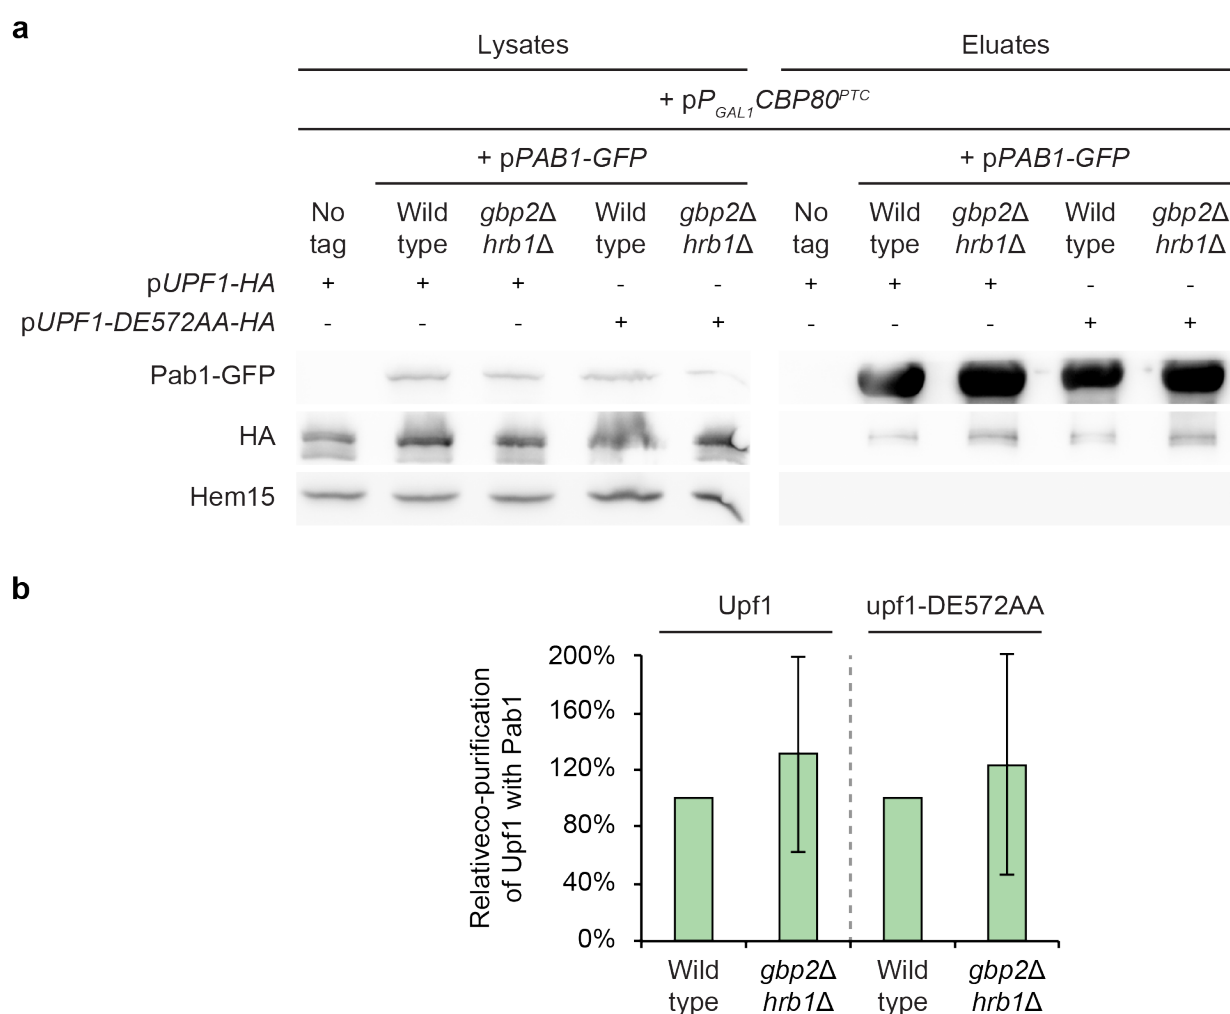 a
Lysates Eluates
+ pPGAL1CBP80PTC
+ pPAB1-GFP + pPAB1-GFP
No Wild gbp2Δ Wild gbp2Δ No Wild gbp2Δ Wild gbp2Δ
tag type hrb1Δ type hrb1Δ tag type hrb1Δ type hrb1Δ
pUPF1-HA + + + - - + + + - -
pUPF1-DE572AA-HA - - - + + - - - + +
Pab1-GFP
HA
Hem15
b
Upf1 upf1-DE572AA
Relativeco-purification
of Upf1 with Pab1
200%
160%
120%
80%
40%
0%
Wild gbp2Δ Wild gbp2Δ
type hrb1Δ type hrb1Δ